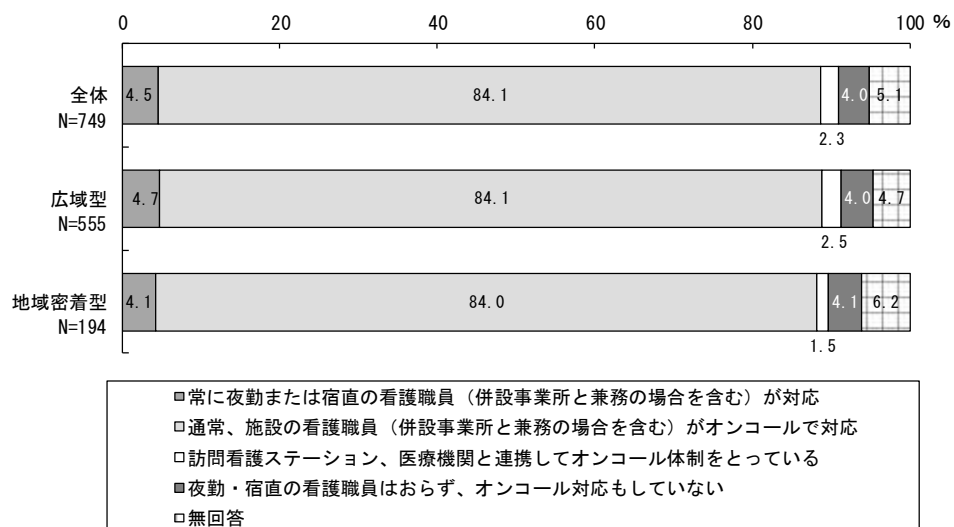 0 20 40 60 80 100 %
全体 4.5 84.1 4.0 5.1
N=749
2.3
広域型 4.7 84.1 4.0 4.7
N=555
2.5
地域密着型 4.1 84.0 4.1 6.2
N=194
1.5
常に夜勤または宿直の看護職員（併設事業所と兼務の場合を含む）が対応
通常、施設の看護職員（併設事業所と兼務の場合を含む）がオンコールで対応
訪問看護ステーション、医療機関と連携してオンコール体制をとっている
夜勤・宿直の看護職員はおらず、オンコール対応もしていない
無回答